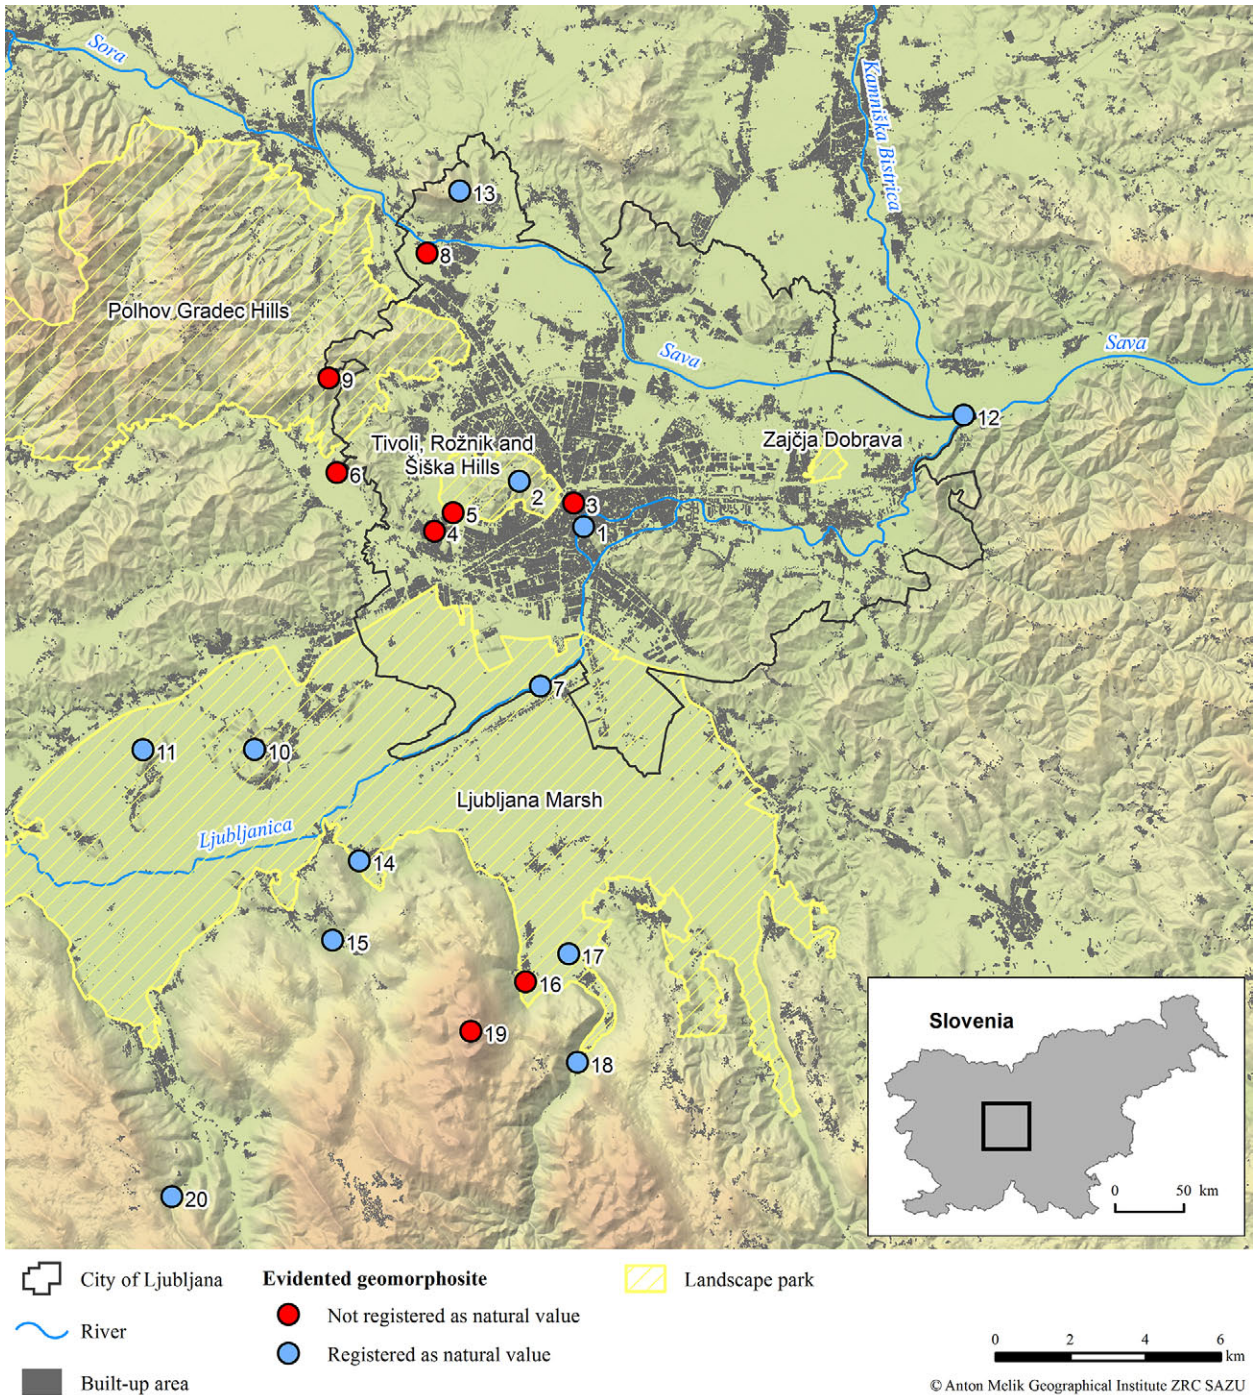 Sora
Kamniška Bistrica
13
8
Polhov Gradec Hills
Sava
Sava
9
12
Tivoli, Rožnik and
Šiška Hills
Zajčja Dobrava
6
2
3
5
4
1
7
11
10
Ljubljana Marsh
Ljubljanica
14
15
17
16
19
18
20
Slovenia
0 50 km
City of Ljubljana
River
Built-up area
Evidented geomorphosite
Not registered as natural value
Registered as natural value
Landscape park
0 2 4 6
km
© Anton Melik Geographical Institute ZRC SAZU